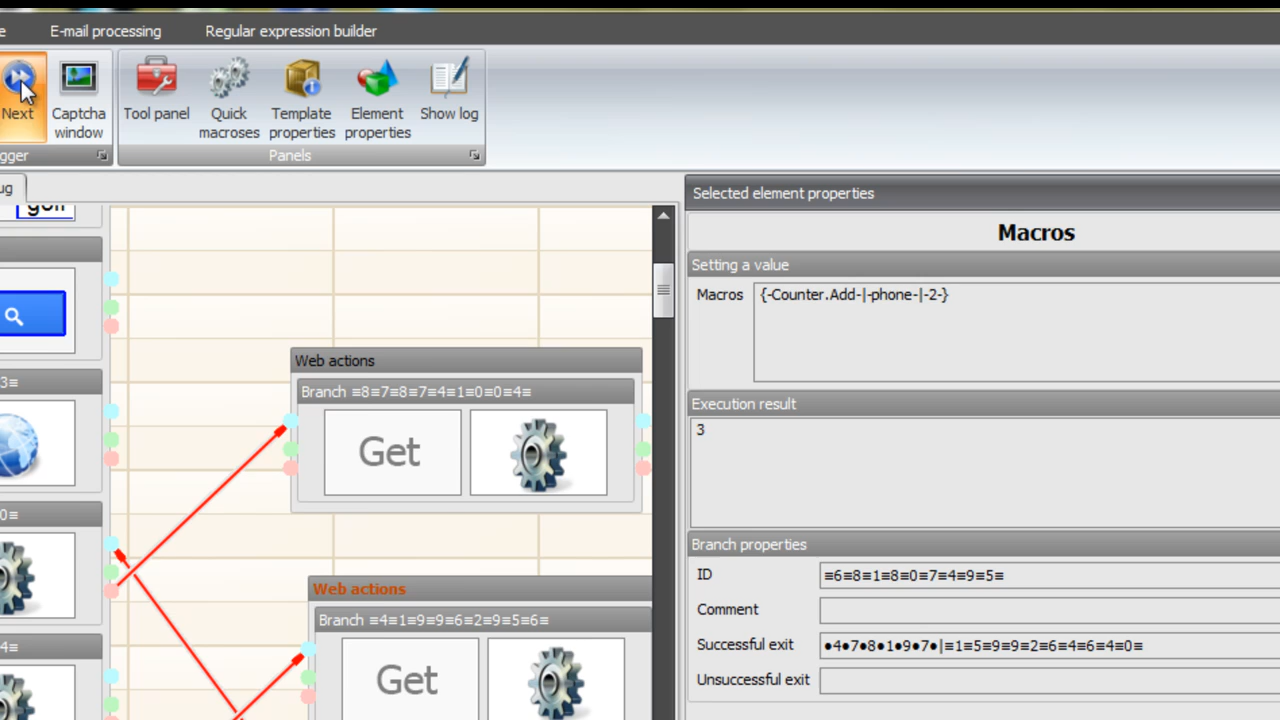 E-mail processing
Regular expression builder
Next
Captcha window
Tool panel
Quick macroses
Template properties
Element properties
Show log
Panels
Selected element properties
Macros
Setting a value
Macros {-Counter.Add-|-phone-|-2-}
Execution result
3
Web actions
Branch ≡8≡7≡8≡7≡4≡1≡0≡0≡4≡
Get
Web actions
Branch ≡4≡1≡9≡9≡6≡2≡9≡5≡6≡
Get
Branch properties
ID ≡6≡8≡1≡8≡0≡7≡4≡9≡5≡
Comment
Successful exit ●4●7●8●1●9●7●|≡1≡5≡9≡9≡2≡6≡4≡6≡4≡0≡
Unsuccessful exit
3≡
0≡
4≡